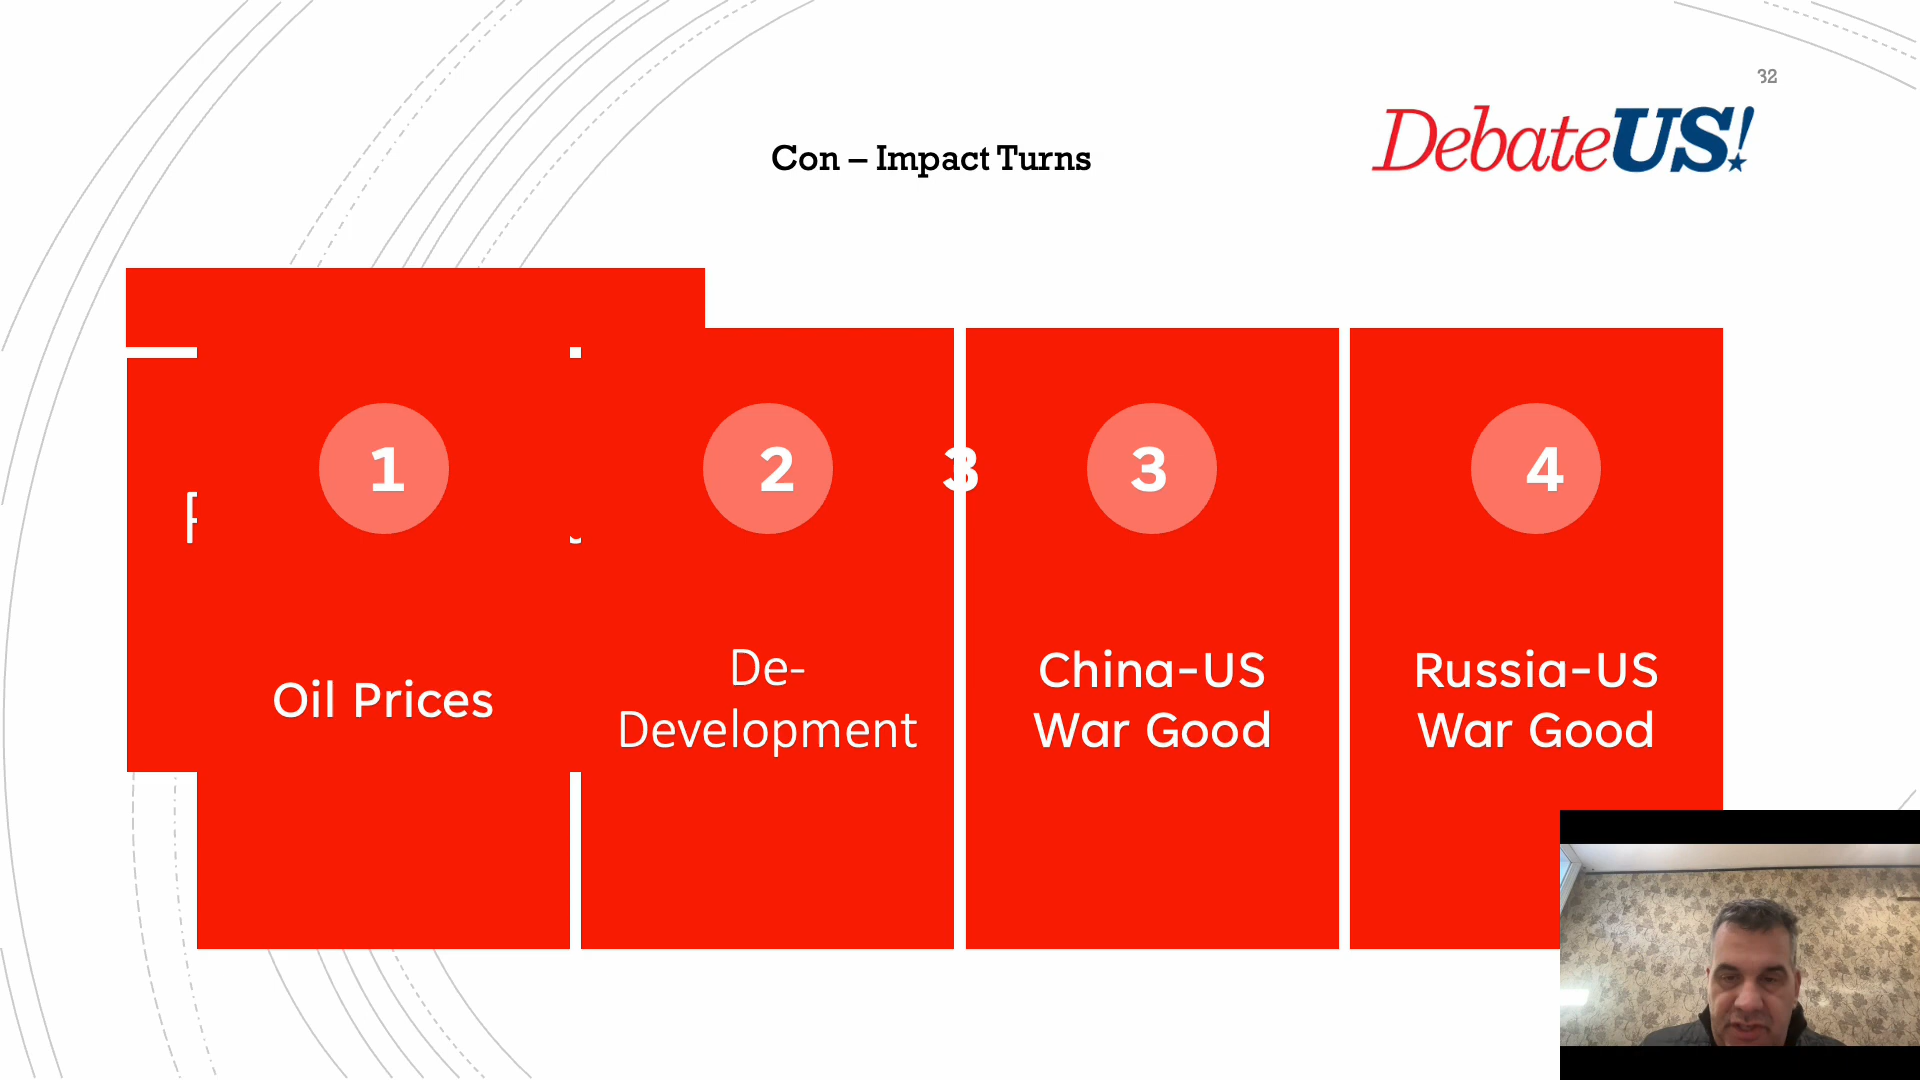 32
DebateUS!
Con – Impact Turns
1
2
3
3
4
Oil Prices
De-
Development
China-US
War Good
Russia-US
War Good